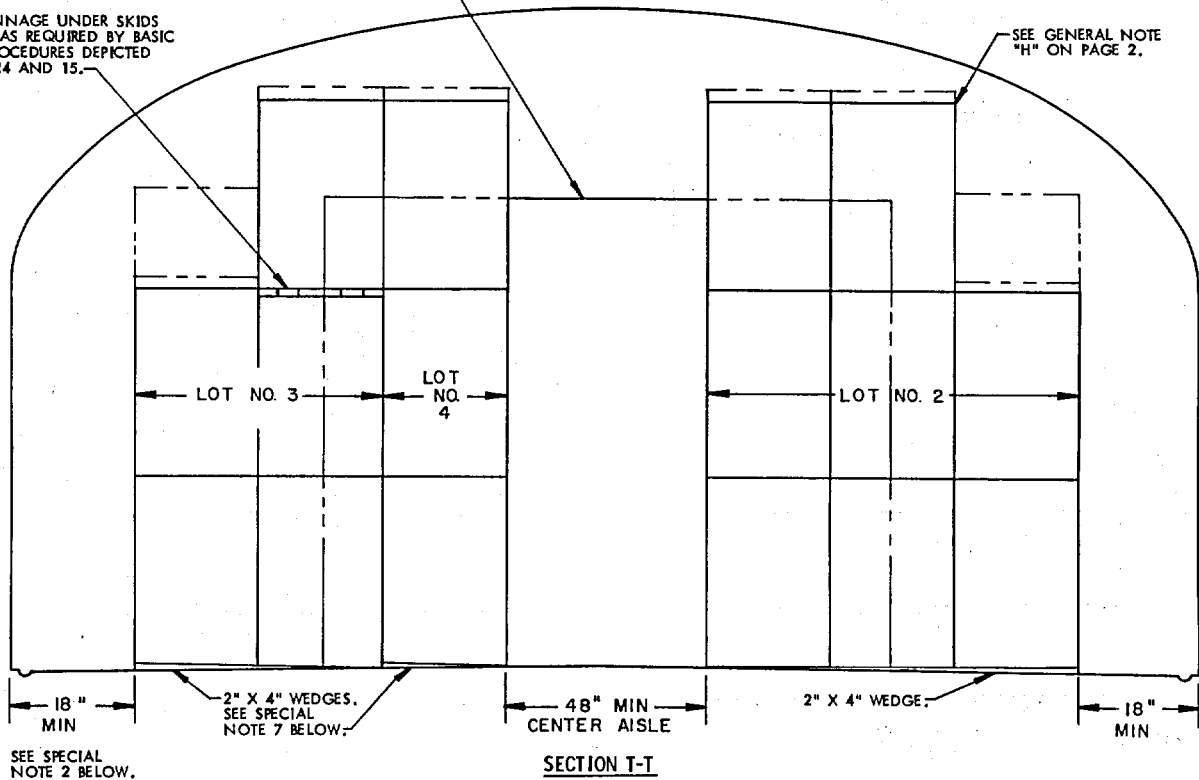 NNAGE UNDER SKIDS
AS REQUIRED BY BASIC
OCEDURES DEPICTED
4 AND 15.
SEE GENERAL NOTE
"H" ON PAGE 2.
LOT NO. 3
LOT
NO.
4
LOT NO. 2
2" X 4" WEDGES.
SEE SPECIAL
NOTE 7 BELOW.
2" X 4" WEDGE.
18"
MIN
48" MIN
CENTER AISLE
18"
MIN
SEE SPECIAL
NOTE 2 BELOW.
SECTION T-T